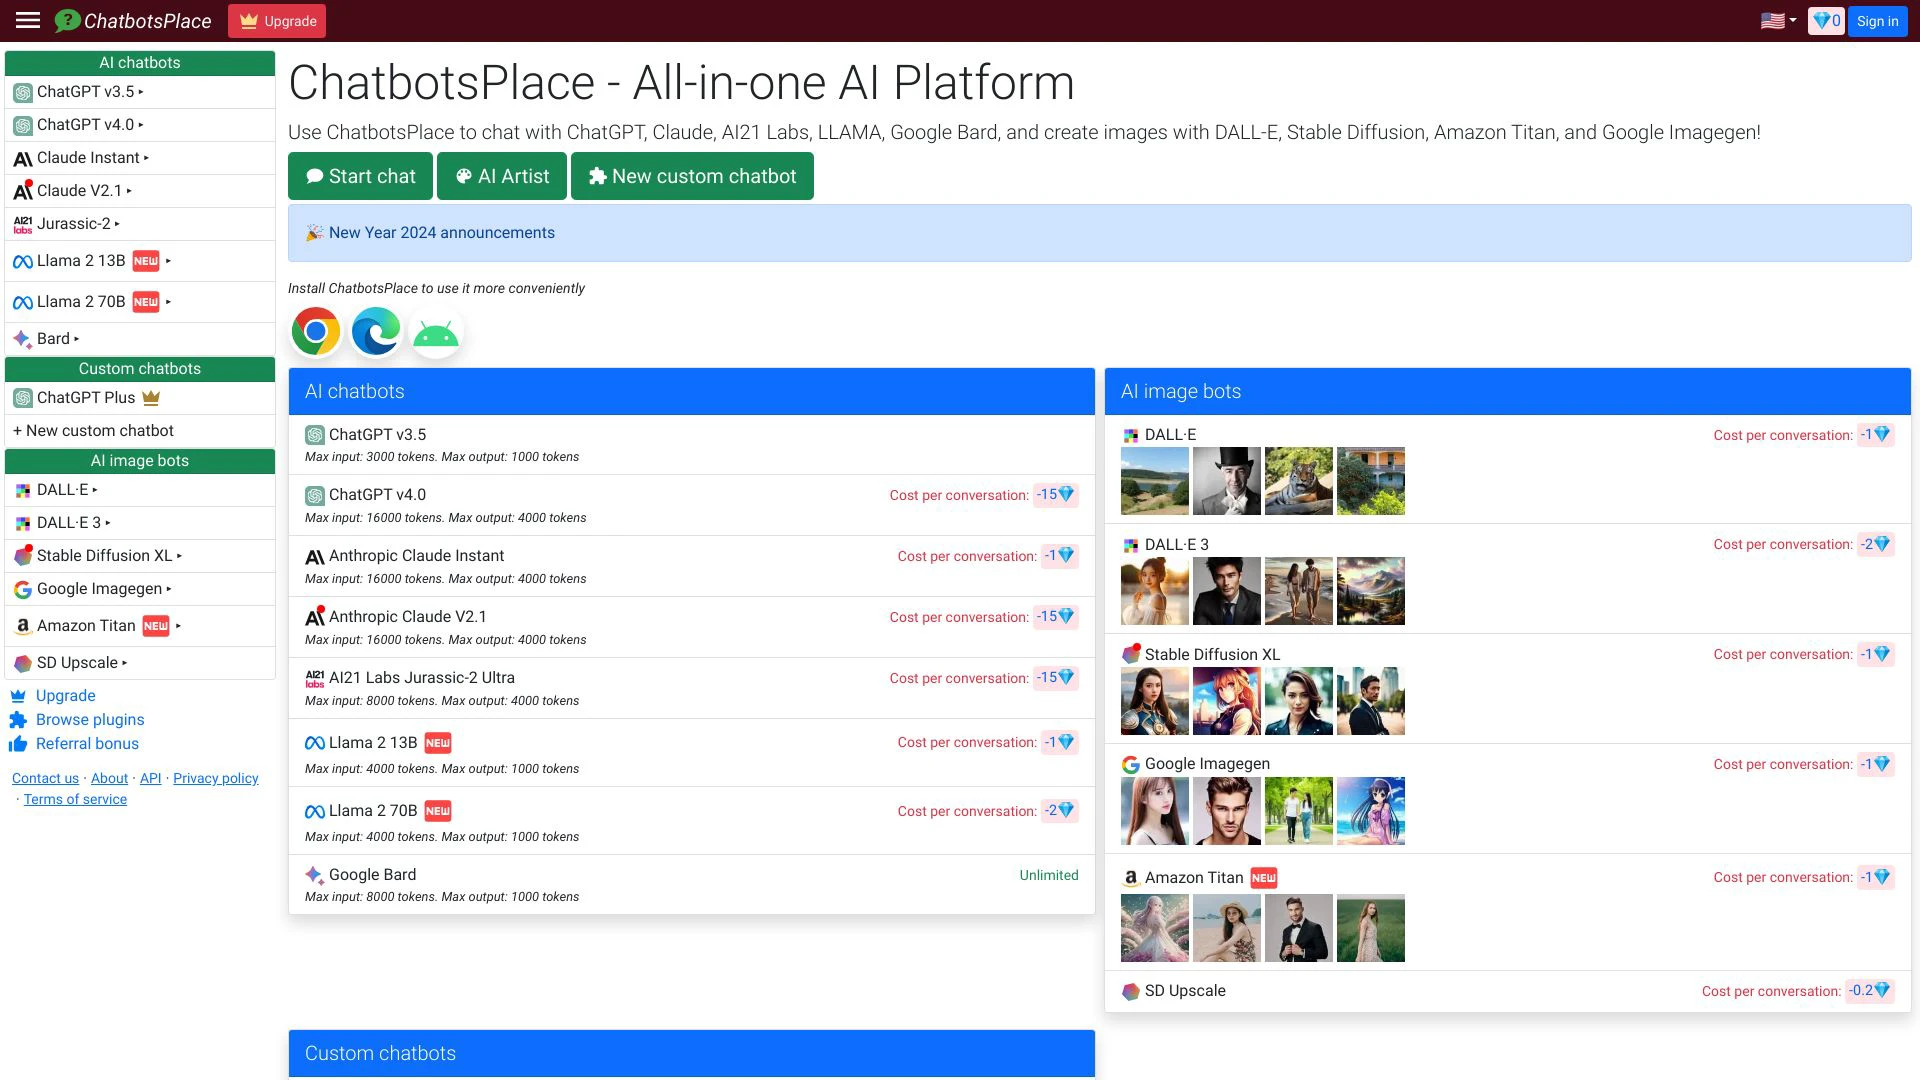 ChatbotsPlace
Upgrade
0
Sign in
AI chatbots
ChatGPT v3.5
ChatGPT v4.0
Claude Instant
Claude V2.1
AI21 labs Jurassic-2
Llama 2 13B NEW
Llama 2 70B NEW
Bard
Custom chatbots
ChatGPT Plus
+ New custom chatbot
AI image bots
DALL·E
DALL·E 3
Stable Diffusion XL
Google Imagegen
Amazon Titan NEW
SD Upscale
Upgrade
Browse plugins
Referral bonus
Contact us · About · API · Privacy policy
· Terms of service
ChatbotsPlace - All-in-one AI Platform
Use ChatbotsPlace to chat with ChatGPT, Claude, AI21 Labs, LLAMA, Google Bard, and create images with DALL-E, Stable Diffusion, Amazon Titan, and Google Imagegen!
Start chat
AI Artist
New custom chatbot
New Year 2024 announcements
Install ChatbotsPlace to use it more conveniently
AI chatbots
ChatGPT v3.5
Max input: 3000 tokens. Max output: 1000 tokens
ChatGPT v4.0
Cost per conversation: -15
Max input: 16000 tokens. Max output: 4000 tokens
Anthropic Claude Instant
Cost per conversation: -1
Max input: 16000 tokens. Max output: 4000 tokens
Anthropic Claude V2.1
Cost per conversation: -15
Max input: 16000 tokens. Max output: 4000 tokens
AI21 labs AI21 Labs Jurassic-2 Ultra
Cost per conversation: -15
Max input: 8000 tokens. Max output: 4000 tokens
Llama 2 13B NEW
Cost per conversation: -1
Max input: 4000 tokens. Max output: 1000 tokens
Llama 2 70B NEW
Cost per conversation: -2
Max input: 4000 tokens. Max output: 1000 tokens
Google Bard
Unlimited
Max input: 8000 tokens. Max output: 1000 tokens
AI image bots
DALL·E
Cost per conversation: -1
DALL·E 3
Cost per conversation: -2
Stable Diffusion XL
Cost per conversation: -1
Google Imagegen
Cost per conversation: -1
Amazon Titan NEW
Cost per conversation: -1
SD Upscale
Cost per conversation: -0.2
Custom chatbots